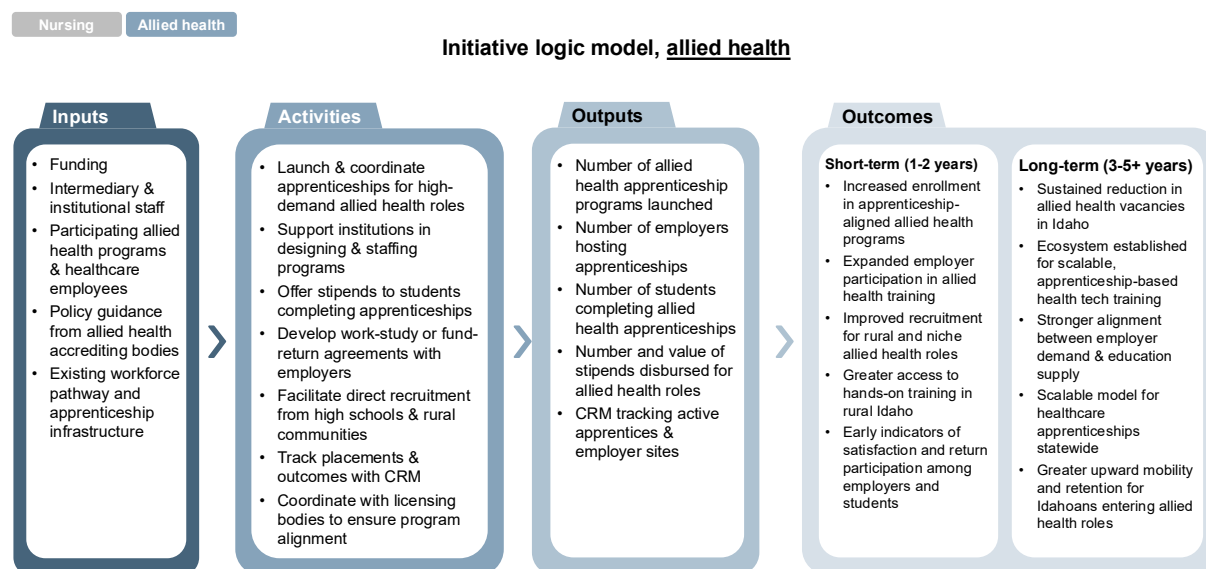 Nursing
Allied health
Initiative logic model, allied health
Inputs
• Funding
• Intermediary &
institutional staff
• Participating allied
health programs
& healthcare
employees
• Policy guidance
from allied health
accrediting bodies
• Existing workforce
pathway and
apprenticeship
infrastructure
Activities
• Launch & coordinate
apprenticeships for high-
demand allied health roles
• Support institutions in
designing & staffing
programs
• Offer stipends to students
completing apprenticeships
• Develop work-study or fund-
return agreements with
employers
• Facilitate direct recruitment
from high schools & rural
communities
• Track placements &
outcomes with CRM
• Coordinate with licensing
bodies to ensure program
alignment
Outputs
• Number of allied
health apprenticeship
programs launched
• Number of employers
hosting
apprenticeships
• Number of students
completing allied
health apprenticeships
• Number and value of
stipends disbursed for
allied health roles
• CRM tracking active
apprentices &
employer sites
Outcomes
Short-term (1-2 years)
• Increased enrollment
in apprenticeship-
aligned allied health
programs
• Expanded employer
participation in allied
health training
• Improved recruitment
for rural and niche
allied health roles
• Greater access to
hands-on training in
rural Idaho
• Early indicators of
satisfaction and return
participation among
employers and
students
Long-term (3-5+ years)
• Sustained reduction in
allied health vacancies
in Idaho
• Ecosystem established
for scalable,
apprenticeship-based
health tech training
• Stronger alignment
between employer
demand & education
supply
• Scalable model for
healthcare
apprenticeships
statewide
• Greater upward mobility
and retention for
Idahoans entering allied
health roles